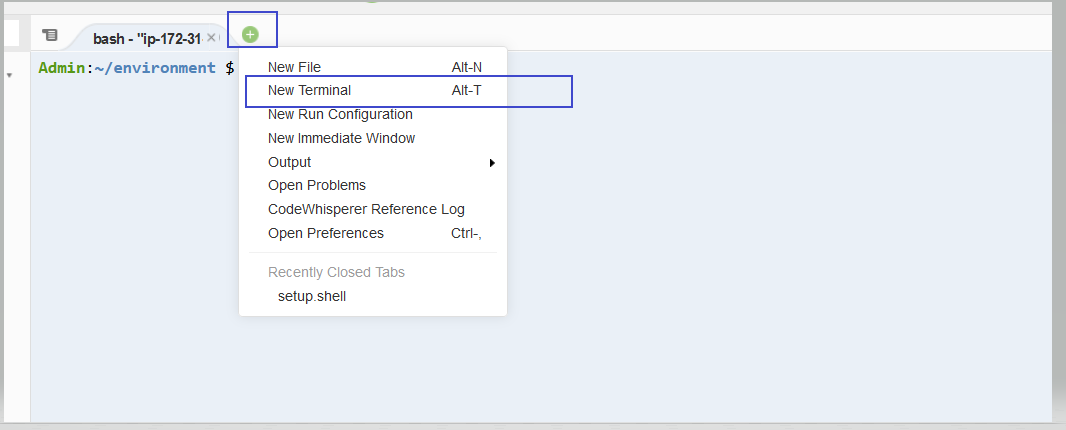 bash - "ip-172-31
Admin:~/environment $
New File Alt-N
New Terminal Alt-T
New Run Configuration
New Immediate Window
Output
Open Problems
CodeWhisperer Reference Log
Open Preferences Ctrl-,
Recently Closed Tabs
setup.shell